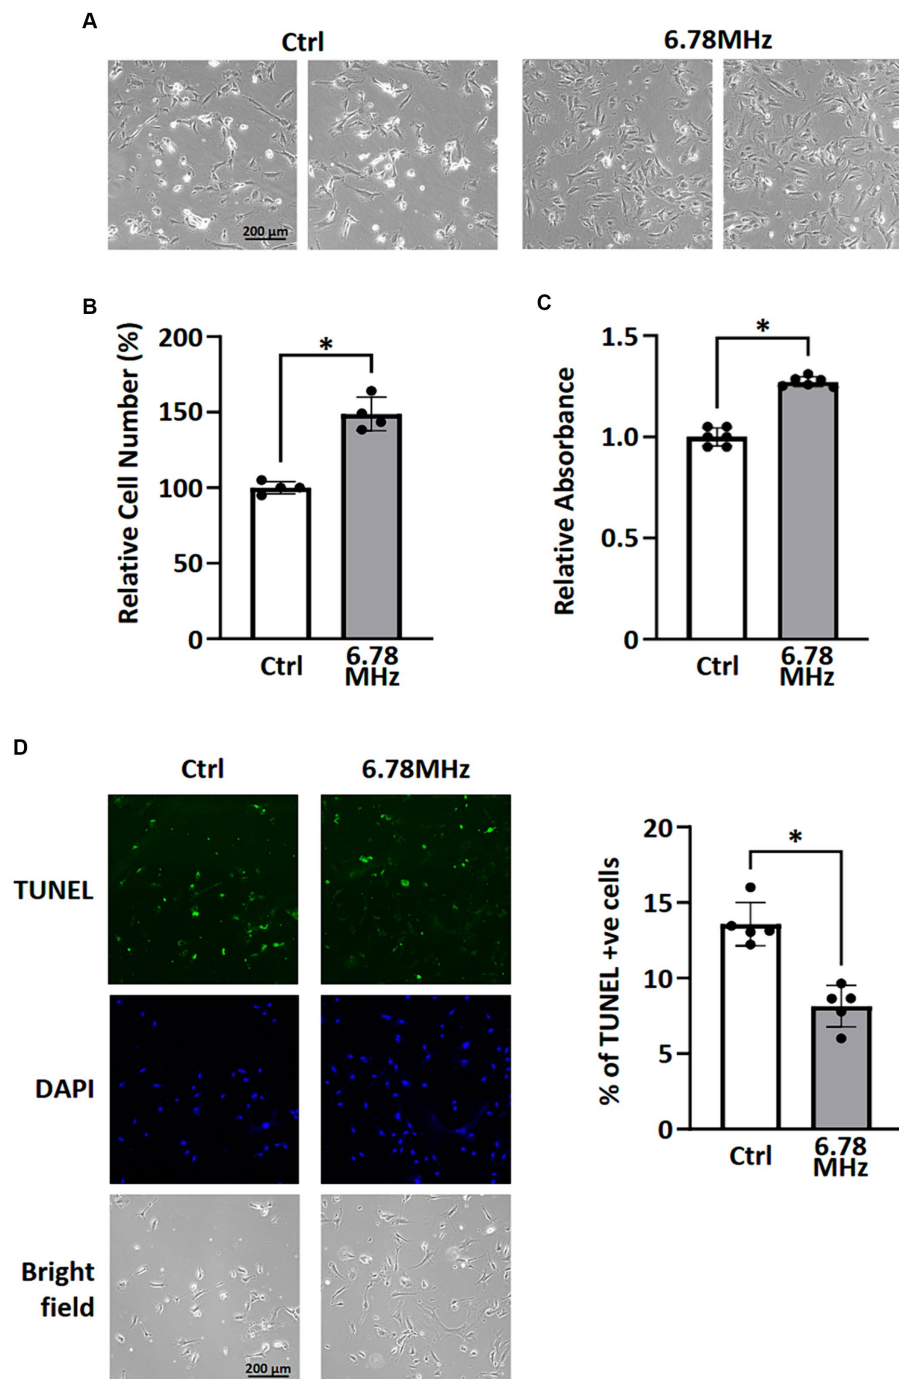 A
Ctrl
6.78MHz
200 µm
B
Relative Cell Number (%)
200
150
100
50
0
*
Ctrl
6.78
MHz
C
Relative Absorbance
1.5
1.0
0.5
0
*
Ctrl
6.78
MHz
D
Ctrl
6.78MHz
TUNEL
DAPI
Bright
field
200 µm
% of TUNEL +ve cells
20
15
10
5
0
*
Ctrl
6.78
MHz